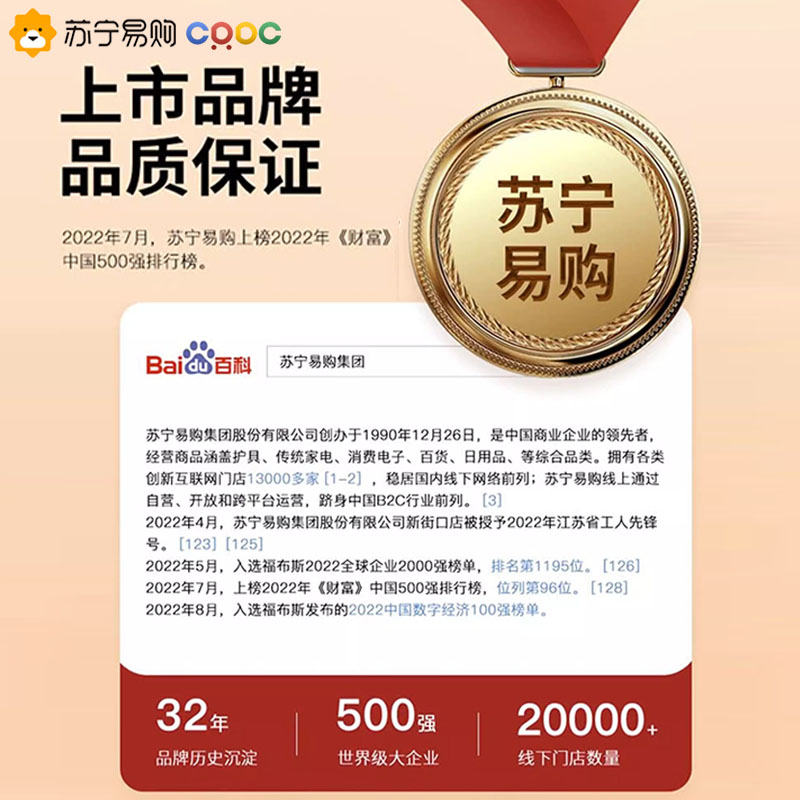 苏宁易购 COOC
上市品牌
品质保证
2022年7月，苏宁易购上榜2022年《财富》
中国500强排行榜。
苏宁
易购
Baidu百科 苏宁易购集团
苏宁易购集团股份有限公司创办于1990年12月26日，是中国商业企业的领先者，
经营商品涵盖护具、传统家电、消费电子、百货、日用品、等综合品类。拥有各类
创新互联网门店13000多家 [1-2] ，稳居国内线下网络前列；苏宁易购线上通过
自营、开放和跨平台运营，跻身中国B2C行业前列。 [3]
2022年4月，苏宁易购集团股份有限公司新街口店被授予2022年江苏省工人先锋
号。 [123] [125]
2022年5月，入选福布斯2022全球企业2000强榜单，排名第1195位。 [126]
2022年7月，上榜2022年《财富》中国500强排行榜，位列第96位。 [128]
2022年8月，入选福布斯发布的2022中国数字经济100强榜单。
32年 500强 20000+
品牌历史沉淀 世界级大企业 线下门店数量